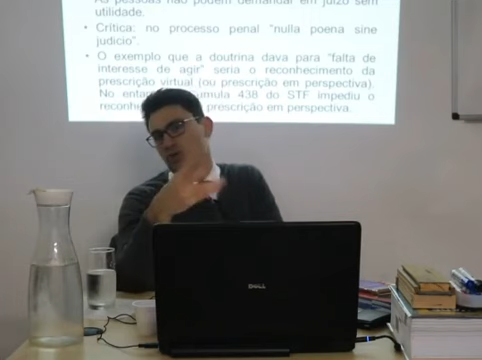 As pessoas não podem demandar em juízo sem
utilidade.
• Crítica: no processo penal "nulla poena sine
judicio".
• O exemplo que a doutrina dava para "falta de
interesse de agir" seria o reconhecimento da
prescrição virtual (ou prescrição em perspectiva).
No 438 do STF impediu o
prescrição em perspectiva.
DELL